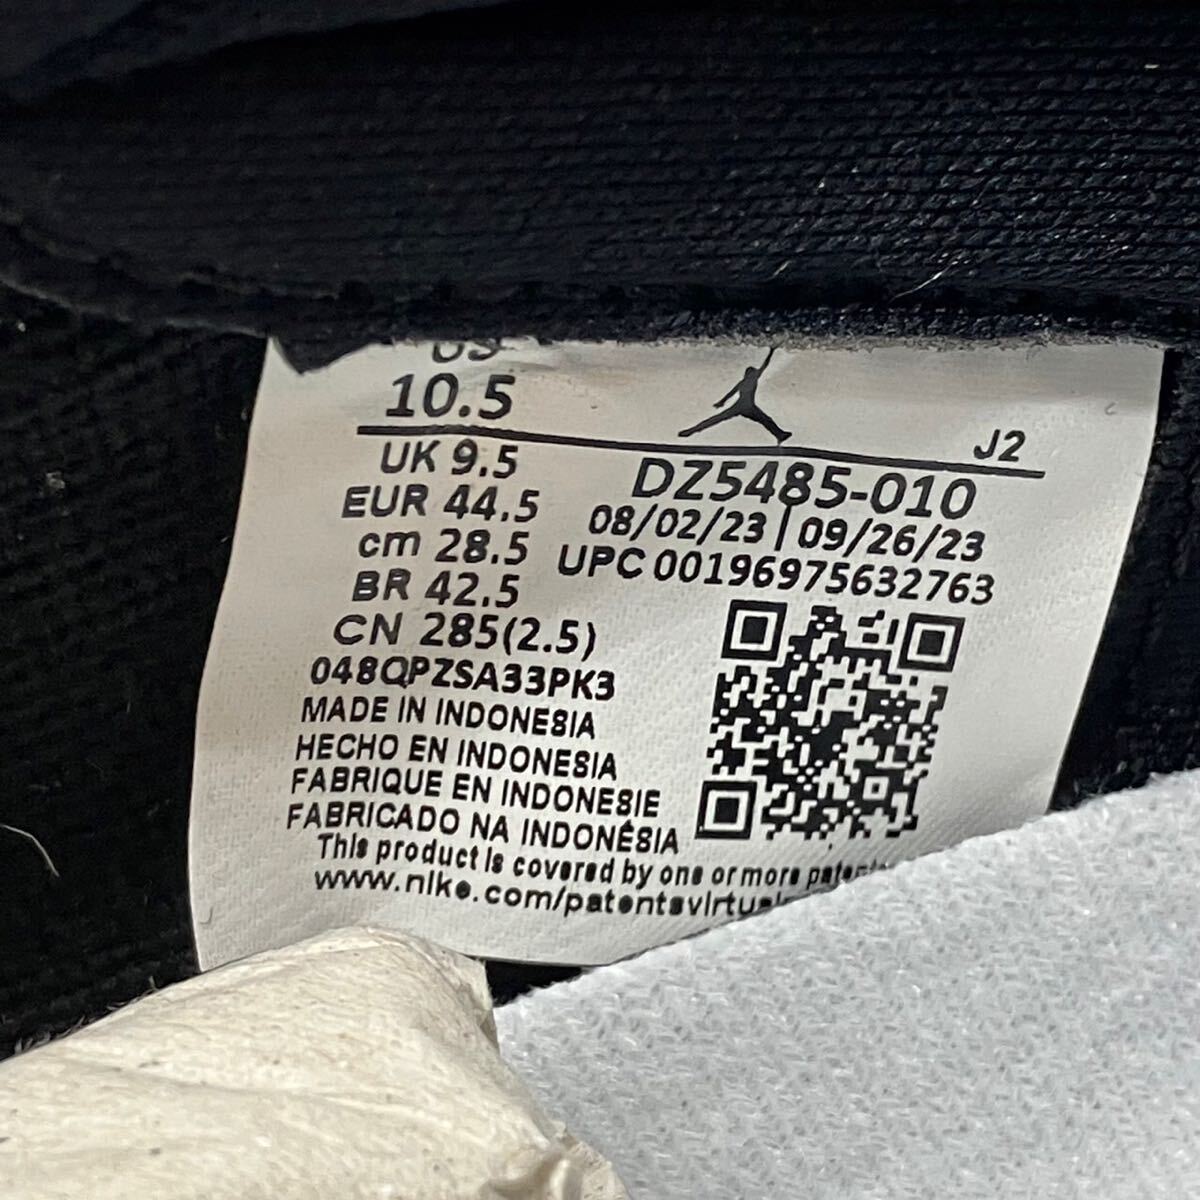 US
10.5
J2
UK 9.5
EUR 44.5
cm 28.5
BR 42.5
CN 285(2.5)
DZ5485-010
08/02/23 | 09/26/23
UPC 00196975632763
048QPZSA33PK3
MADE IN INDONESIA
HECHO EN INDONESIA
FABRIQUE EN INDONESIE
FABRICADO NA INDONÉSIA
This product is covered by one or more
www.nike.com/patents